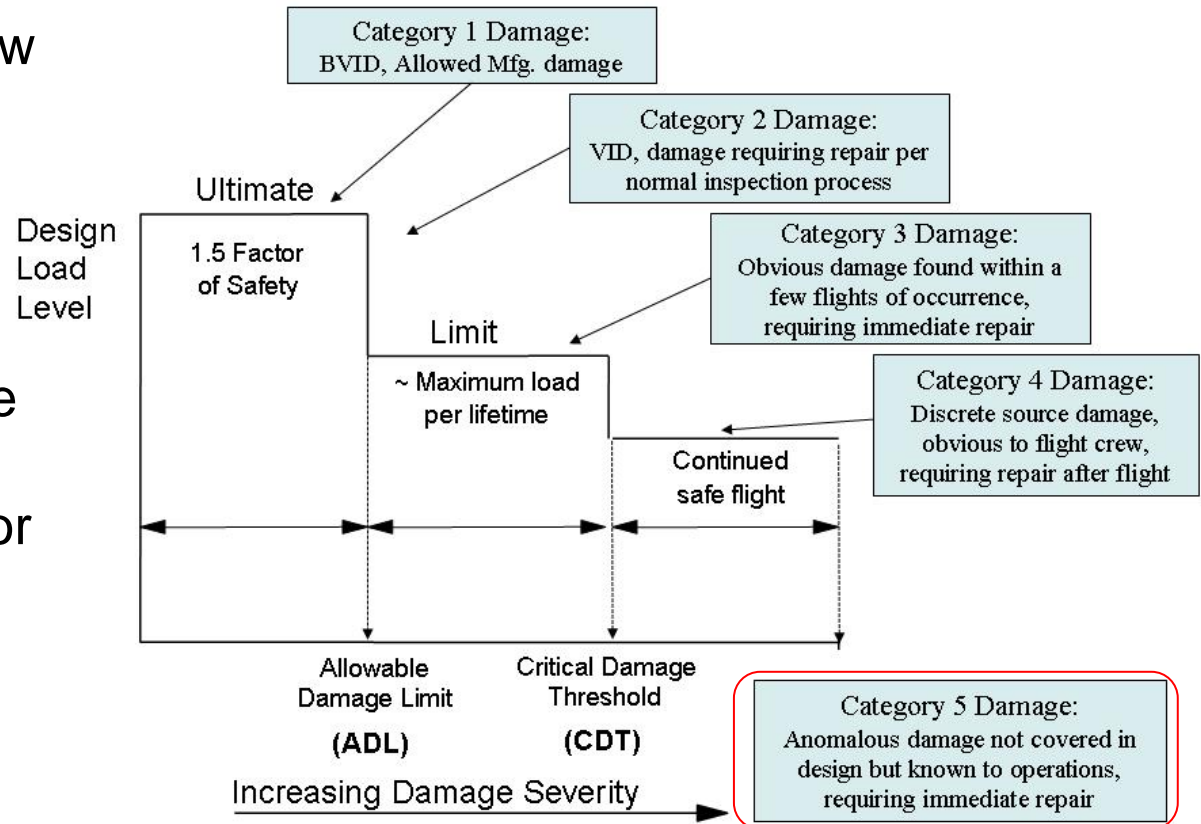 w
e
or
Category 1 Damage:
BVID, Allowed Mfg. damage
Category 2 Damage:
VID, damage requiring repair per
normal inspection process
Ultimate
Design
Load
Level
1.5 Factor
of Safety
Category 3 Damage:
Obvious damage found within a
few flights of occurrence,
requiring immediate repair
Limit
~ Maximum load
per lifetime
Category 4 Damage:
Discrete source damage,
obvious to flight crew,
requiring repair after flight
Continued
safe flight
Allowable
Damage Limit
(ADL)
Critical Damage
Threshold
(CDT)
Increasing Damage Severity
Category 5 Damage:
Anomalous damage not covered in
design but known to operations,
requiring immediate repair